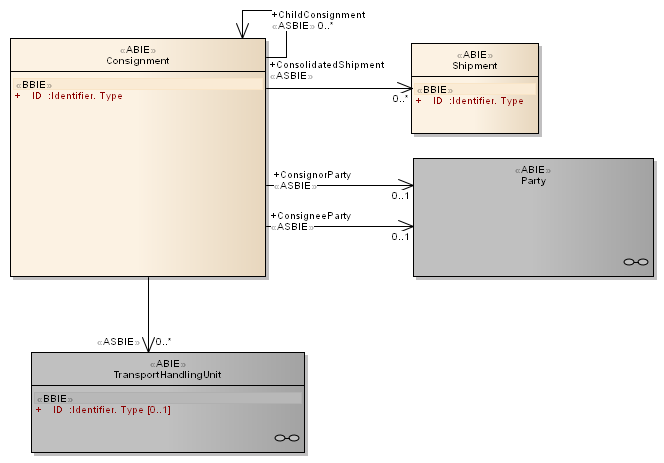 +ChildConsignment
«ASBIE» 0..*
«ABIE»
Consignment
«BBIE»
+ ID :Identifier. Type
+ConsolidatedShipment
«ASBIE»
0..*
«ABIE»
Shipment
«BBIE»
+ ID :Identifier. Type
+ConsignorParty
«ASBIE»
0..1
+ConsigneeParty
«ASBIE»
0..1
«ABIE»
Party
«ASBIE» 0..*
«ABIE»
TransportHandlingUnit
«BBIE»
+ ID :Identifier. Type [0..1]